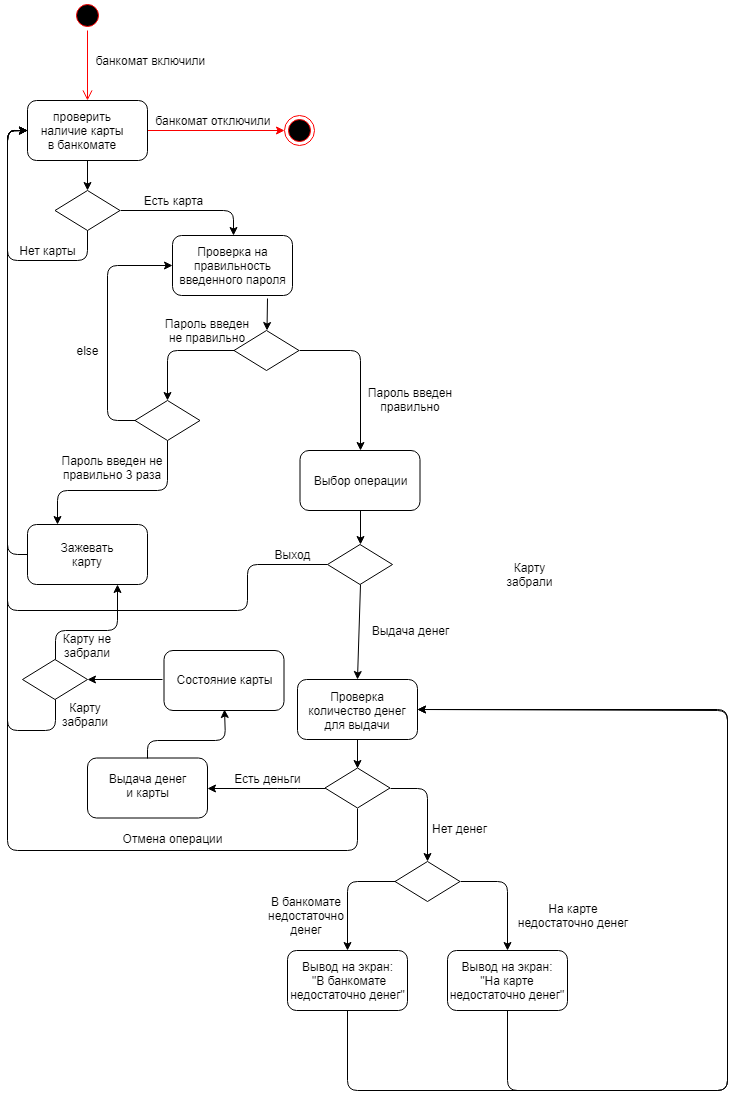 банкомат включили
проверить
наличие карты
в банкомате
банкомат отключили
Есть карта
Нет карты
Проверка на
правильность
введенного пароля
Пароль введен
не правильно
else
Пароль введен
правильно
Пароль введен не
правильно 3 раза
Выбор операции
Зажевать
карту
Выход
Карту
забрали
Выдача денег
Карту не
забрали
Состояние карты
Проверка
количество денег
для выдачи
Карту
забрали
Выдача денег
и карты
Есть деньги
Нет денег
Отмена операции
В банкомате
недостаточно
денег
На карте
недостаточно денег
Вывод на экран:
"В банкомате
недостаточно денег"
Вывод на экран:
"На карте
недостаточно денег"